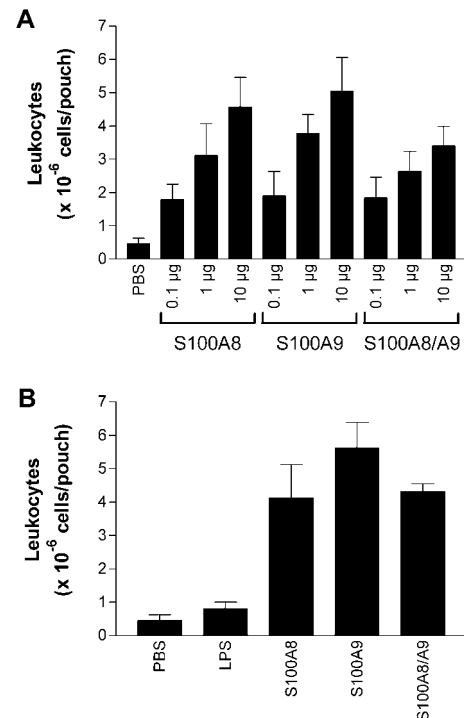 A
Leukocytes
(x 10-6 cells/pouch)
7
6
5
4
3
2
1
0
PBS
0.1 µg
1 µg
10 µg
0.1 µg
1 µg
10 µg
0.1 µg
1 µg
10 µg
S100A8
S100A9
S100A8/A9
B
Leukocytes
(x 10-6 cells/pouch)
7
6
5
4
3
2
1
0
PBS
LPS
S100A8
S100A9
S100A8/A9